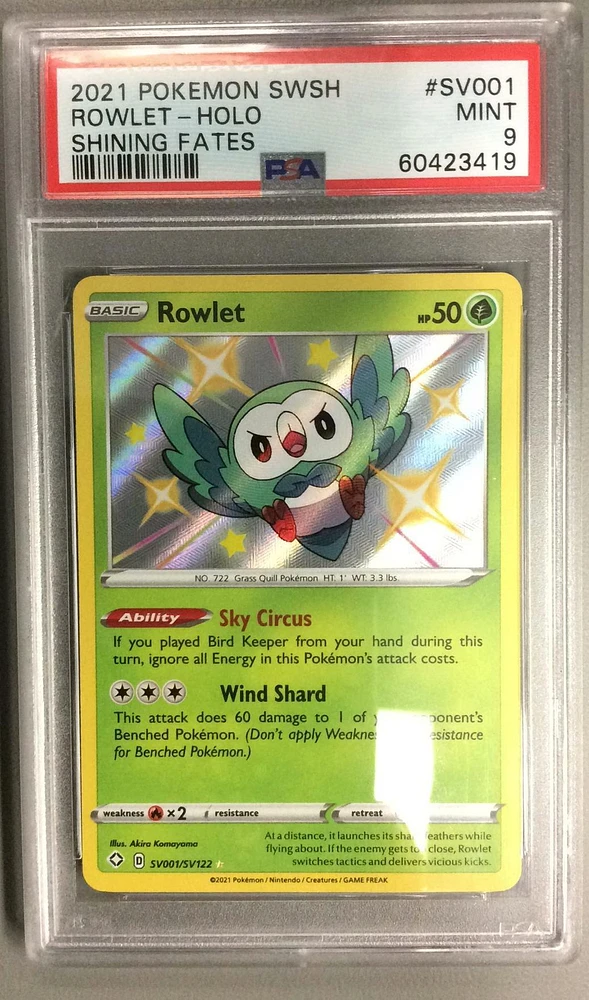 2021 POKEMON SWSH #SV001
ROWLET - HOLO MINT
SHINING FATES 9
PSA 60423419
BASIC Rowlet HP 50
NO. 722 Grass Quill Pokémon HT: 1' WT: 3.3 lbs.
Ability Sky Circus
If you played Bird Keeper from your hand during this
turn, ignore all Energy in this Pokémon's attack costs.
Wind Shard
This attack does 60 damage to 1 of
Benched Pokémon. (Don't apply
for Benched Pokémon.)
weakness ×2 resistance retreat
Illus. Akira Komayama
At a distance, it launches its
flying about. If the enemy gets close, Rowlet
switches tactics and delivers vicious kicks.
D SV001/SV122
©2021 Pokémon / Nintendo / Creatures / GAME FREAK